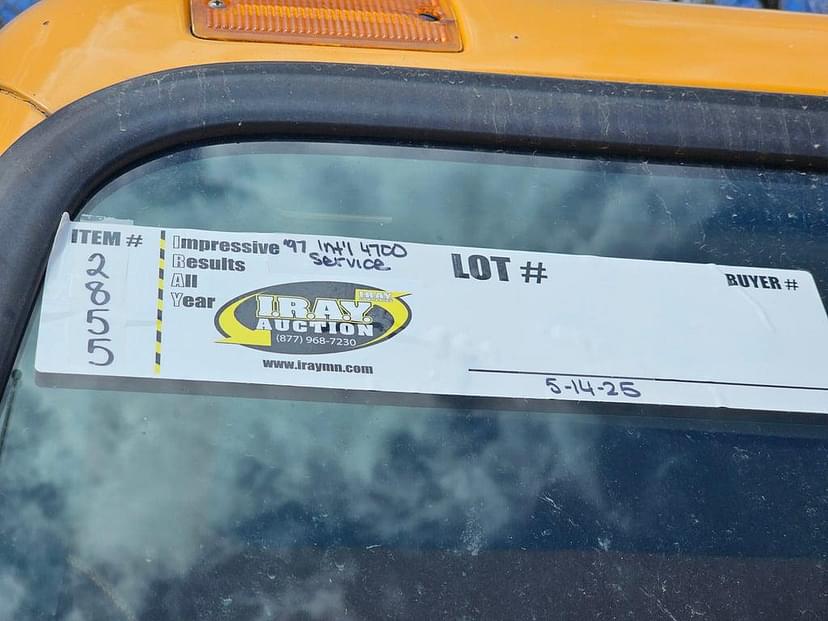 ITEM #
2
8
5
5
Impressive
Results
All
Year
'97 Int'l 4700
Service
I.R.A.Y.
I.R.A.Y.
AUCTION
(877) 968-7230
www.iraymn.com
LOT #
BUYER #
5-14-25